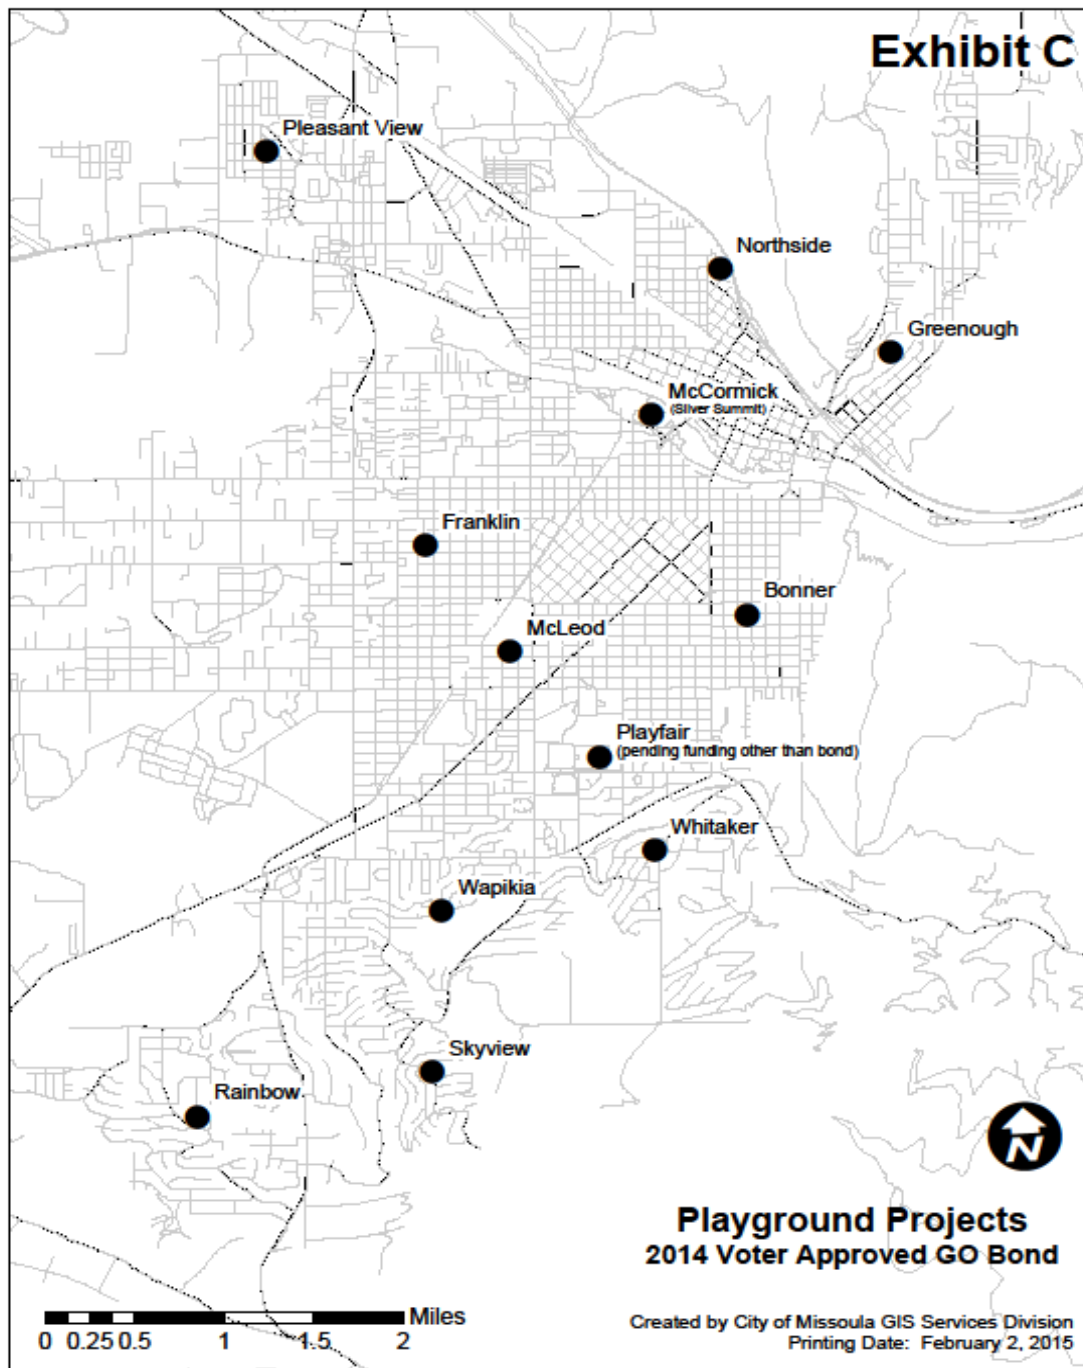 Exhibit C
Pleasant View
Northside
Greenough
McCormick
(Silver Summit)
Franklin
Bonner
McLeod
Playfair
(pending funding other than bond)
Whitaker
Wapikia
Skyview
Rainbow
N
Playground Projects
2014 Voter Approved GO Bond
Miles
0 0.25 0.5 1 1.5 2
Created by City of Missoula GIS Services Division
Printing Date: February 2, 2015